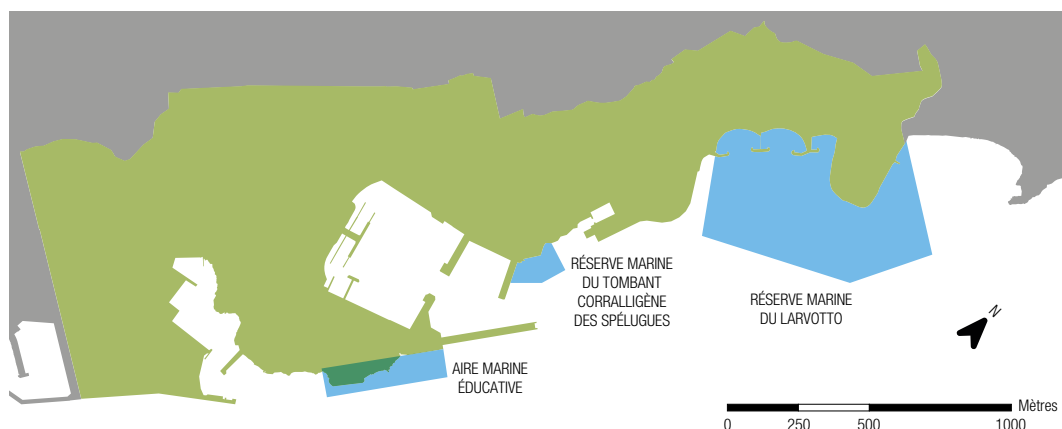 RÉSERVE MARINE
DU TOMBANT
CORRALLIGÈNE
DES SPÉLUGUES
RÉSERVE MARINE
DU LARVOTTO
AIRE MARINE
ÉDUCATIVE
N
Mètres
0 250 500 1000